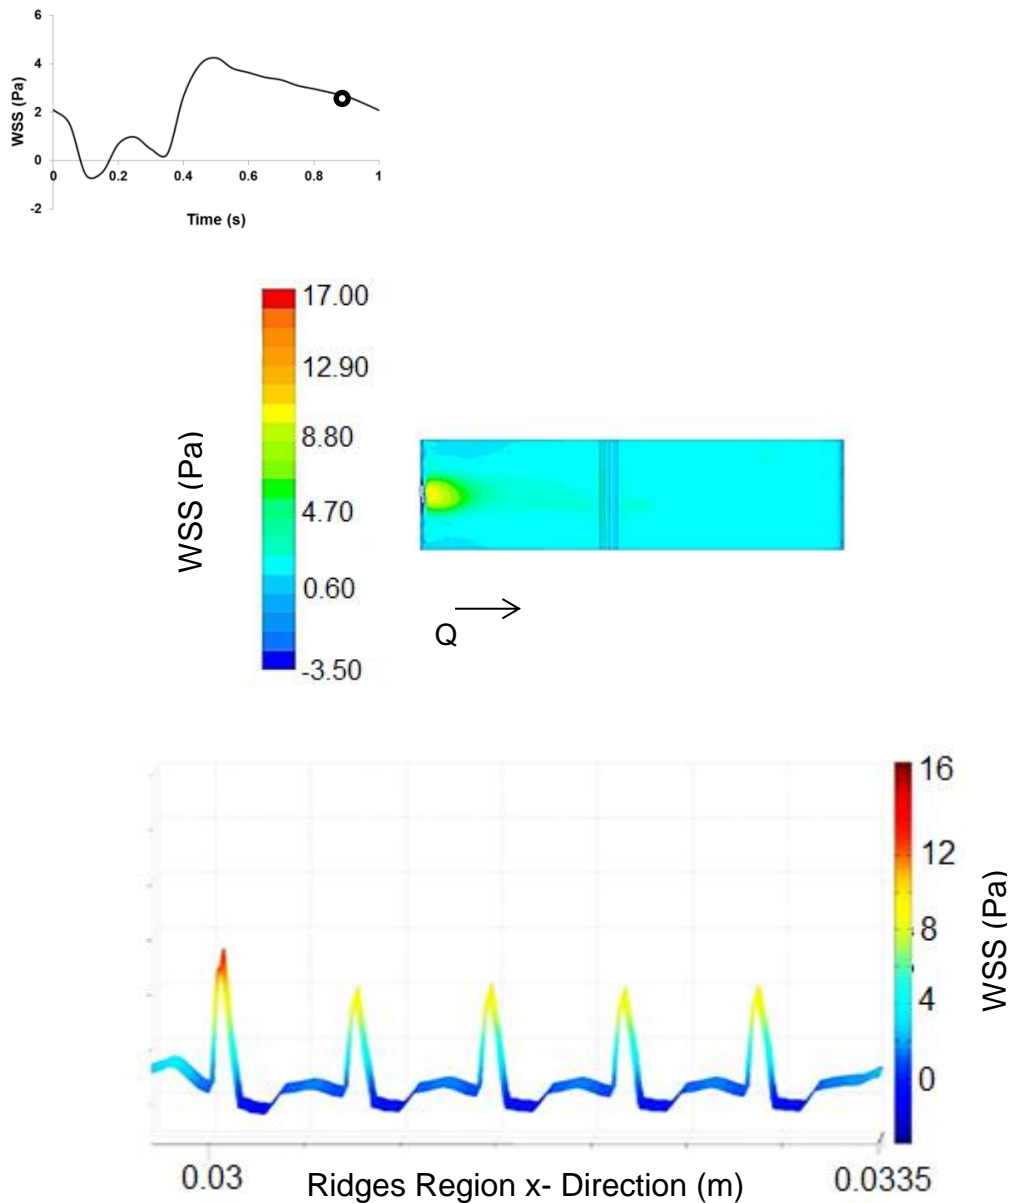 6
4
2
0
-2
WSS (Pa)
0 0.2 0.4 0.6 0.8 1
Time (s)
17.00
12.90
8.80
4.70
0.60
-3.50
WSS (Pa)
Q
16
12
8
4
0
WSS (Pa)
0.03 Ridges Region x- Direction (m) 0.0335